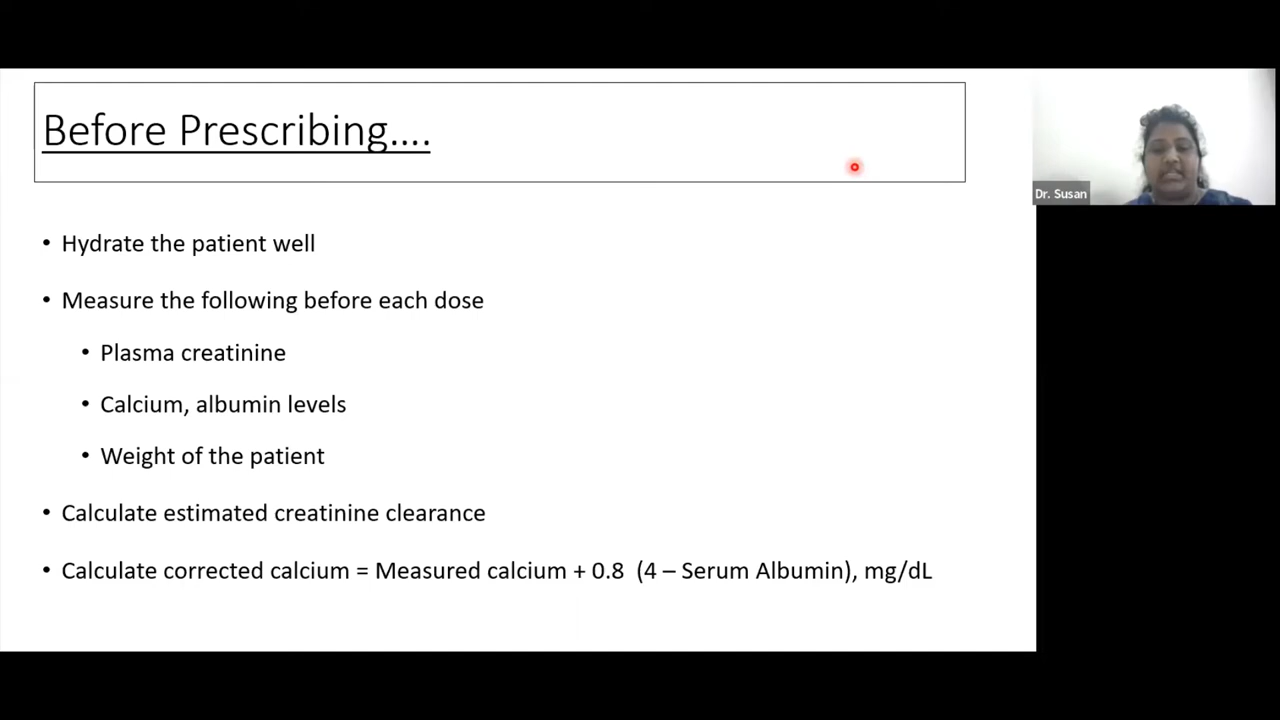 Before Prescribing....
Dr. Susan
• Hydrate the patient well
• Measure the following before each dose
• Plasma creatinine
• Calcium, albumin levels
• Weight of the patient
• Calculate estimated creatinine clearance
• Calculate corrected calcium = Measured calcium + 0.8 (4 – Serum Albumin), mg/dL